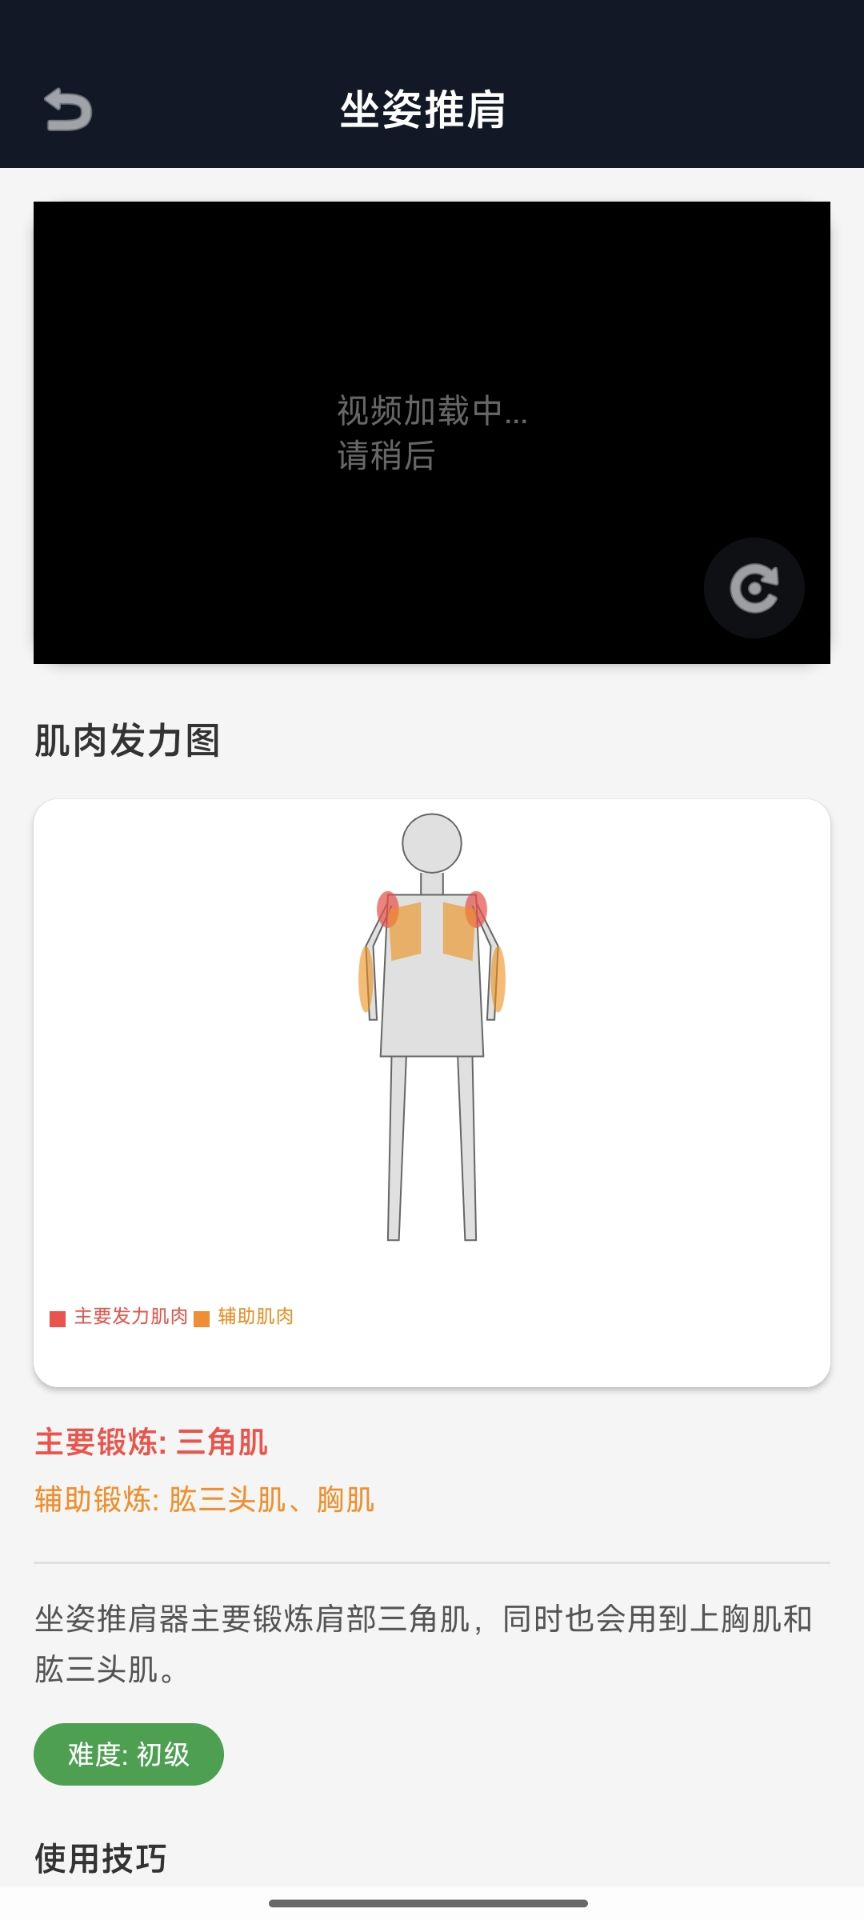 坐姿推肩
视频加载中...
请稍后
肌肉发力图
主要发力肌肉 辅助肌肉
主要锻炼: 三角肌
辅助锻炼: 肱三头肌、胸肌
坐姿推肩器主要锻炼肩部三角肌，同时也会用到上胸肌和
肱三头肌。
难度: 初级
使用技巧